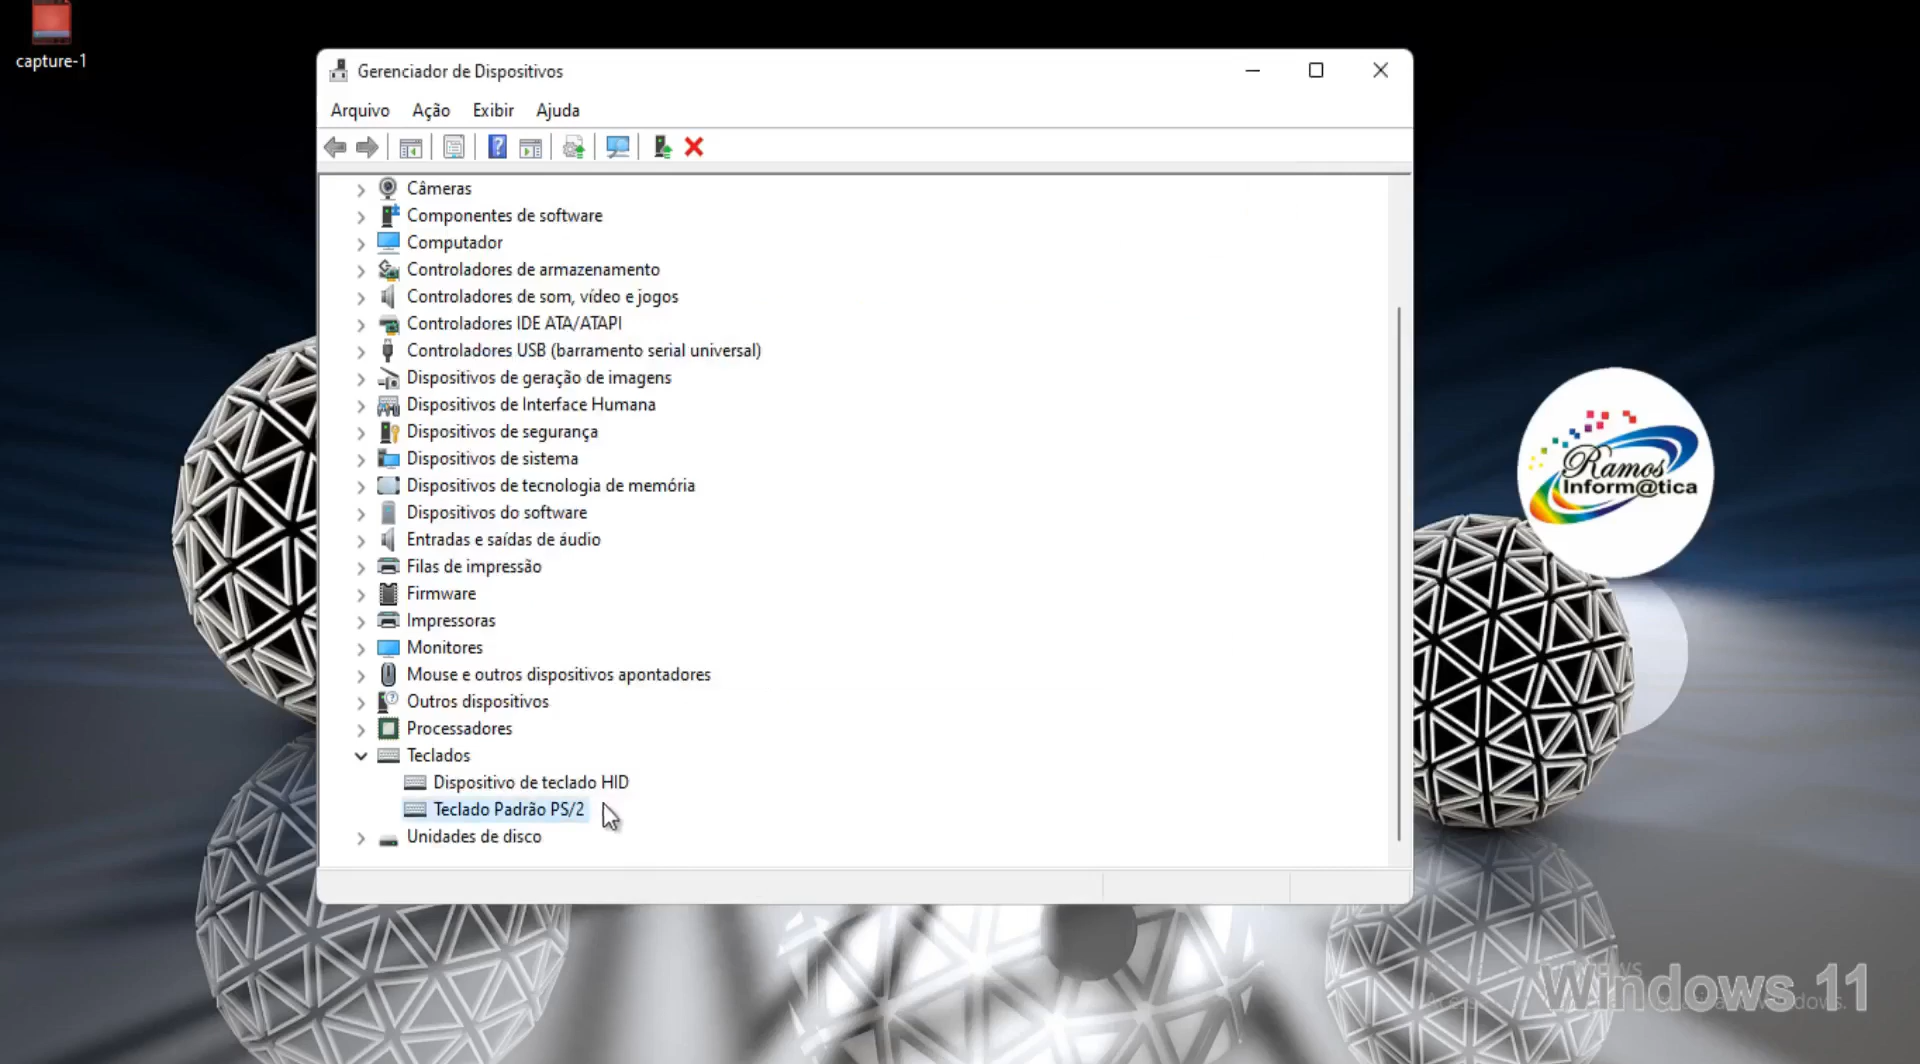 capture-1
Gerenciador de Dispositivos
Arquivo Ação Exibir Ajuda
Câmeras
Componentes de software
Computador
Controladores de armazenamento
Controladores de som, vídeo e jogos
Controladores IDE ATA/ATAPI
Controladores USB (barramento serial universal)
Dispositivos de geração de imagens
Dispositivos de Interface Humana
Dispositivos de segurança
Dispositivos de sistema
Dispositivos de tecnologia de memória
Dispositivos do software
Entradas e saídas de áudio
Filas de impressão
Firmware
Impressoras
Monitores
Mouse e outros dispositivos apontadores
Outros dispositivos
Processadores
Teclados
Dispositivo de teclado HID
Teclado Padrão PS/2
Unidades de disco
Ramos
Inform@tica
Windows 11